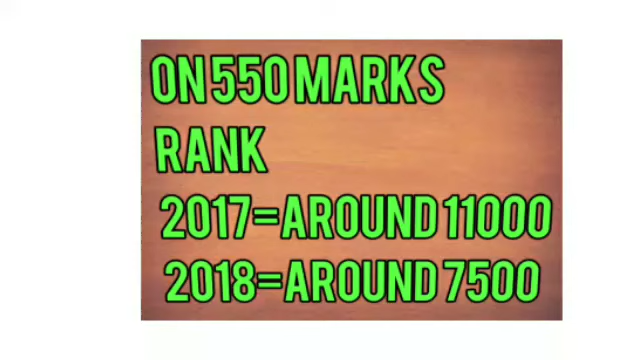 ON 550 MARKS
RANK
2017=AROUND 11000
2018=AROUND 7500